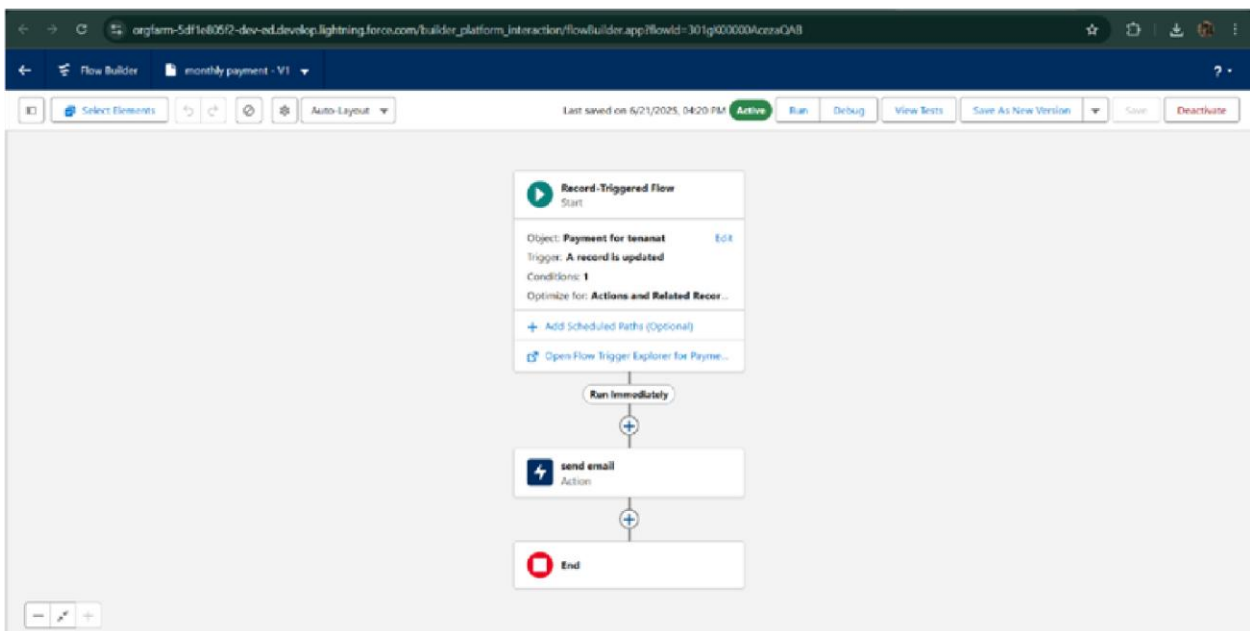 orgfarm-5df1e805f2-dev-ed.develop.lightning.force.com/builder_platform_interaction/flowBuilder.app?flowId=
Flow Builder monthly payment - V1 ?
Select Elements Auto-Layout Last saved on 6/21/2025, 04:20 PM Active Run Debug View Tests Save As New Version Save Deactivate
Record-Triggered Flow
Start
Object: Payment for tenanat Edit
Trigger: A record is updated
Conditions: 1
Optimize for: Actions and Related Recor...
+ Add Scheduled Paths (Optional)
Open Flow Trigger Explorer for Payme...
Run Immediately
send email
Action
End